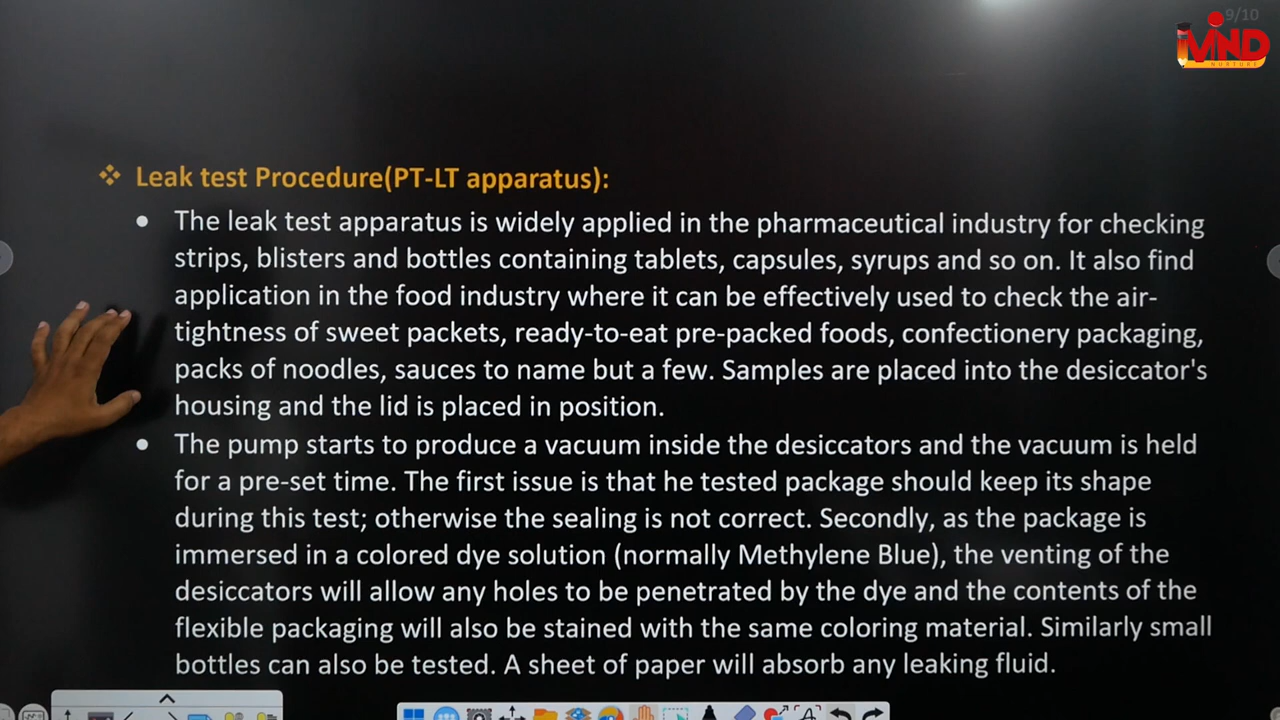 9/10
MIND
NURTURE
❖ Leak test Procedure(PT-LT apparatus):
• The leak test apparatus is widely applied in the pharmaceutical industry for checking
strips, blisters and bottles containing tablets, capsules, syrups and so on. It also find
application in the food industry where it can be effectively used to check the air-
tightness of sweet packets, ready-to-eat pre-packed foods, confectionery packaging,
packs of noodles, sauces to name but a few. Samples are placed into the desiccator's
housing and the lid is placed in position.
• The pump starts to produce a vacuum inside the desiccators and the vacuum is held
for a pre-set time. The first issue is that he tested package should keep its shape
during this test; otherwise the sealing is not correct. Secondly, as the package is
immersed in a colored dye solution (normally Methylene Blue), the venting of the
desiccators will allow any holes to be penetrated by the dye and the contents of the
flexible packaging will also be stained with the same coloring material. Similarly small
bottles can also be tested. A sheet of paper will absorb any leaking fluid.